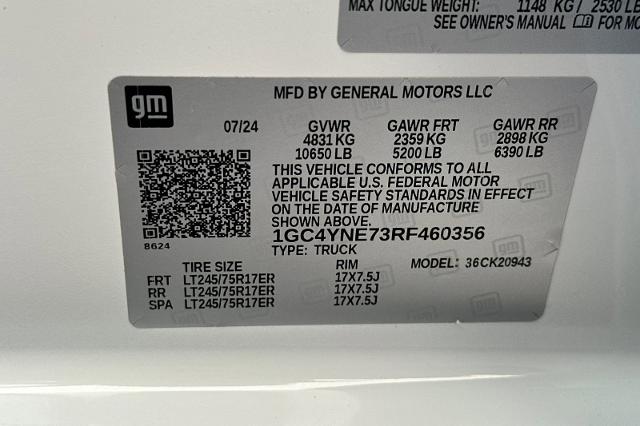 MAX TONGUE WEIGHT: 1148 KG / 2530 LB
SEE OWNER'S MANUAL FOR MO
gm
MFD BY GENERAL MOTORS LLC
07/24 GVWR GAWR FRT GAWR RR
4831 KG 2359 KG 2898 KG
10650 LB 5200 LB 6390 LB
THIS VEHICLE CONFORMS TO ALL
APPLICABLE U.S. FEDERAL MOTOR
VEHICLE SAFETY STANDARDS IN EFFECT
ON THE DATE OF MANUFACTURE
SHOWN ABOVE.
8624
1GC4YNE73RF460356
TYPE: TRUCK MODEL: 36CK20943
TIRE SIZE RIM
FRT LT245/75R17ER 17X7.5J
RR LT245/75R17ER 17X7.5J
SPA LT245/75R17ER 17X7.5J